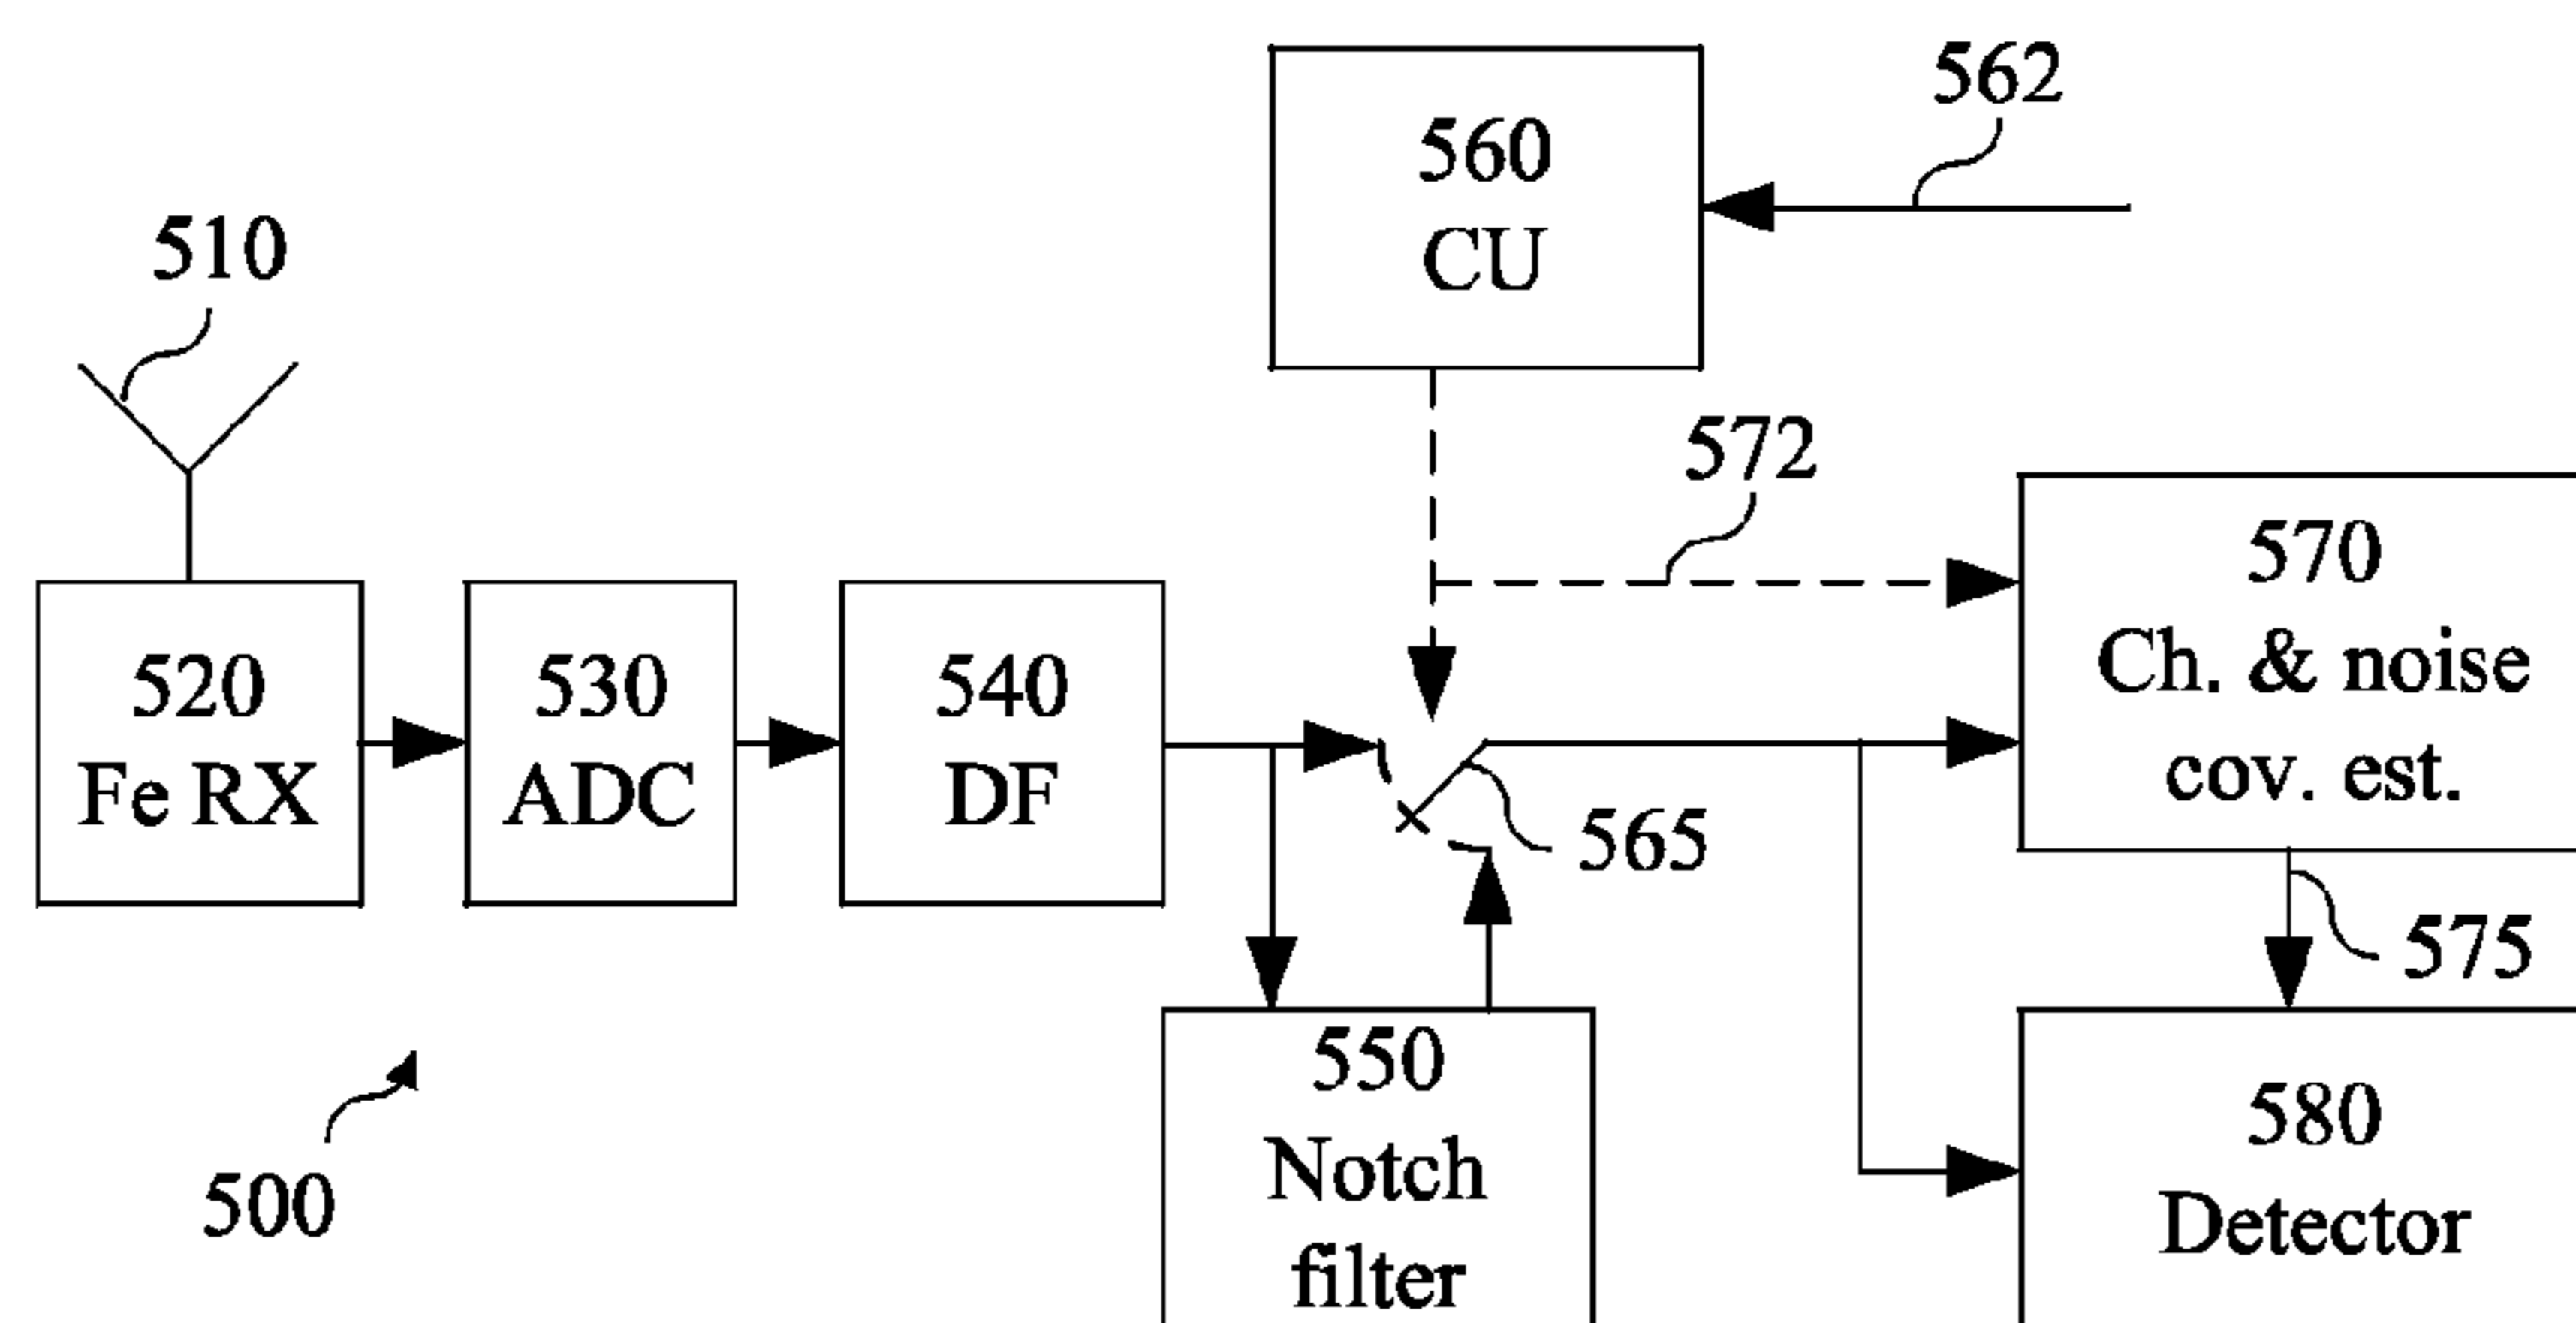 562
560
CU
510
572
570
Ch. & noise
cov. est.
520
Fe RX
530
ADC
540
DF
565
575
550
Notch
filter
580
Detector
500